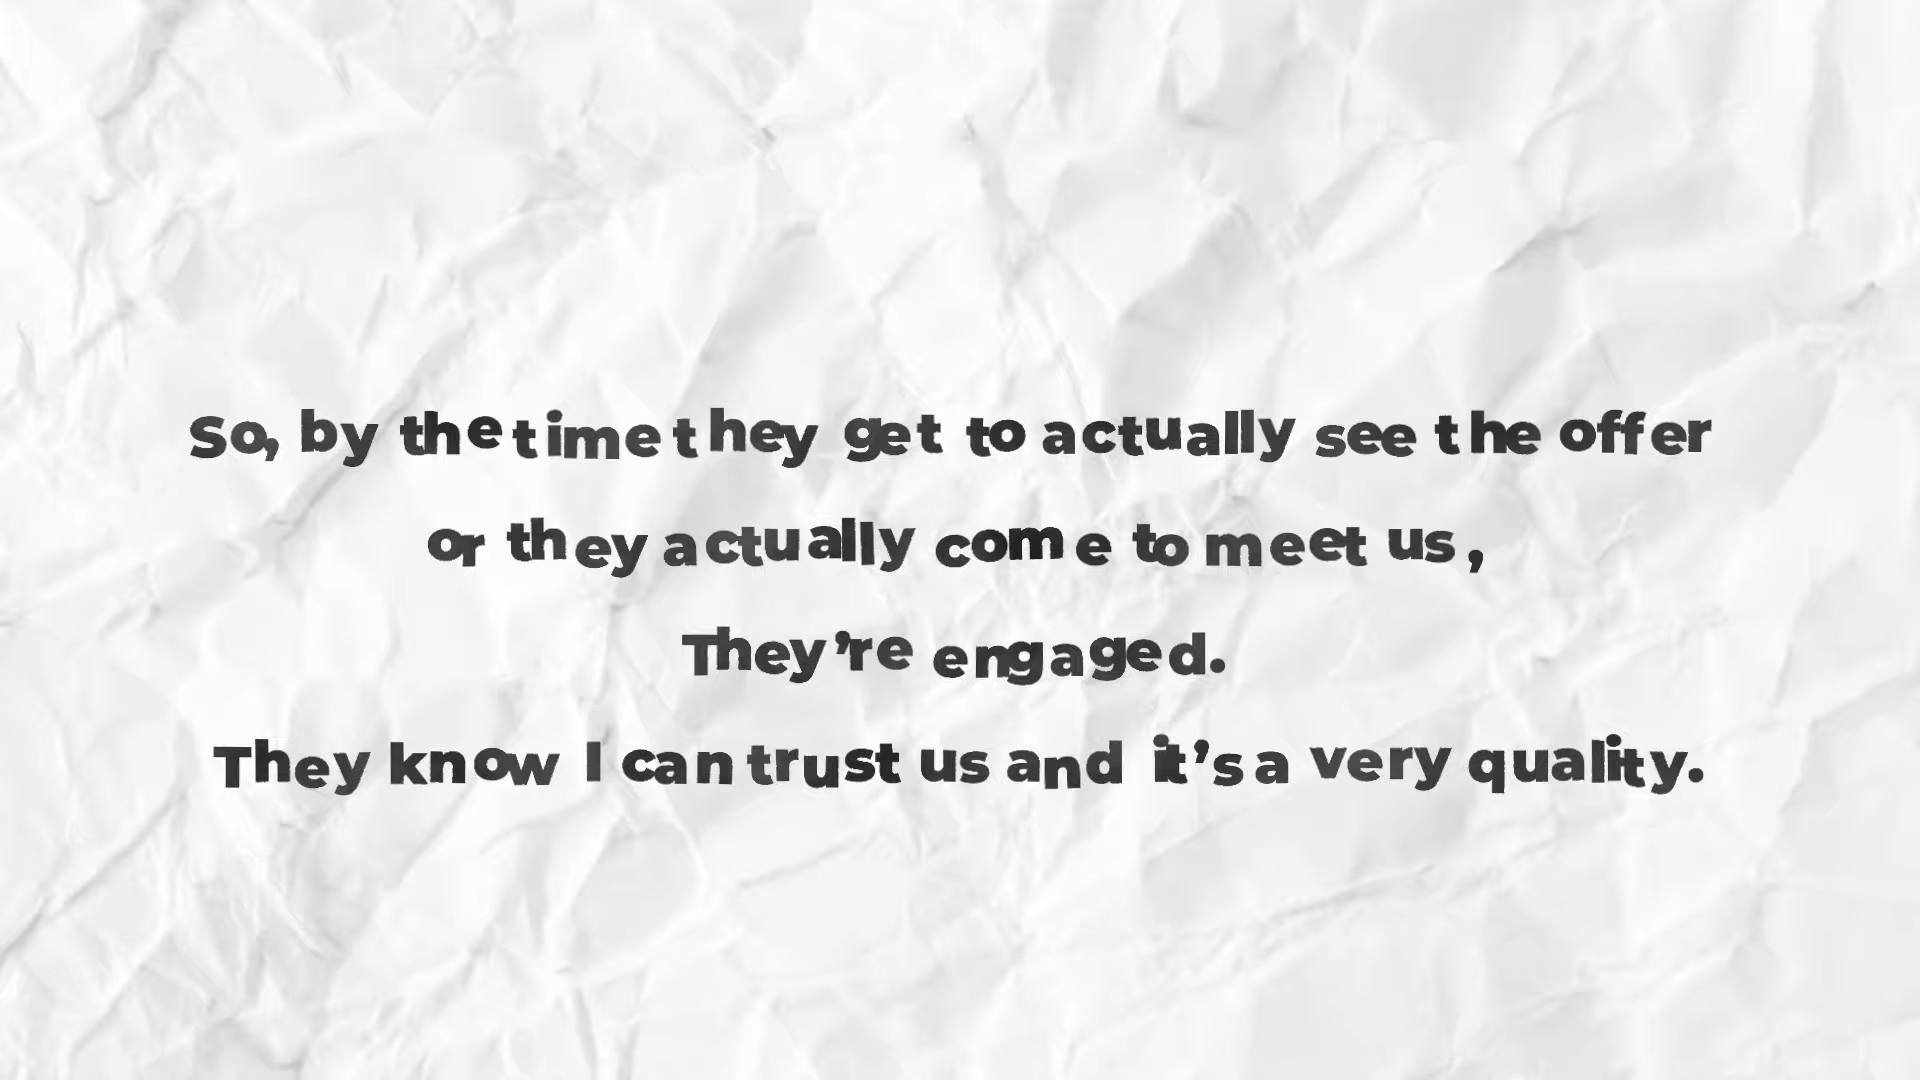 So, by the time they get to actually see the offer
or they actually come to meet us,
They're engaged.
They know I can trust us and it's a very quality.